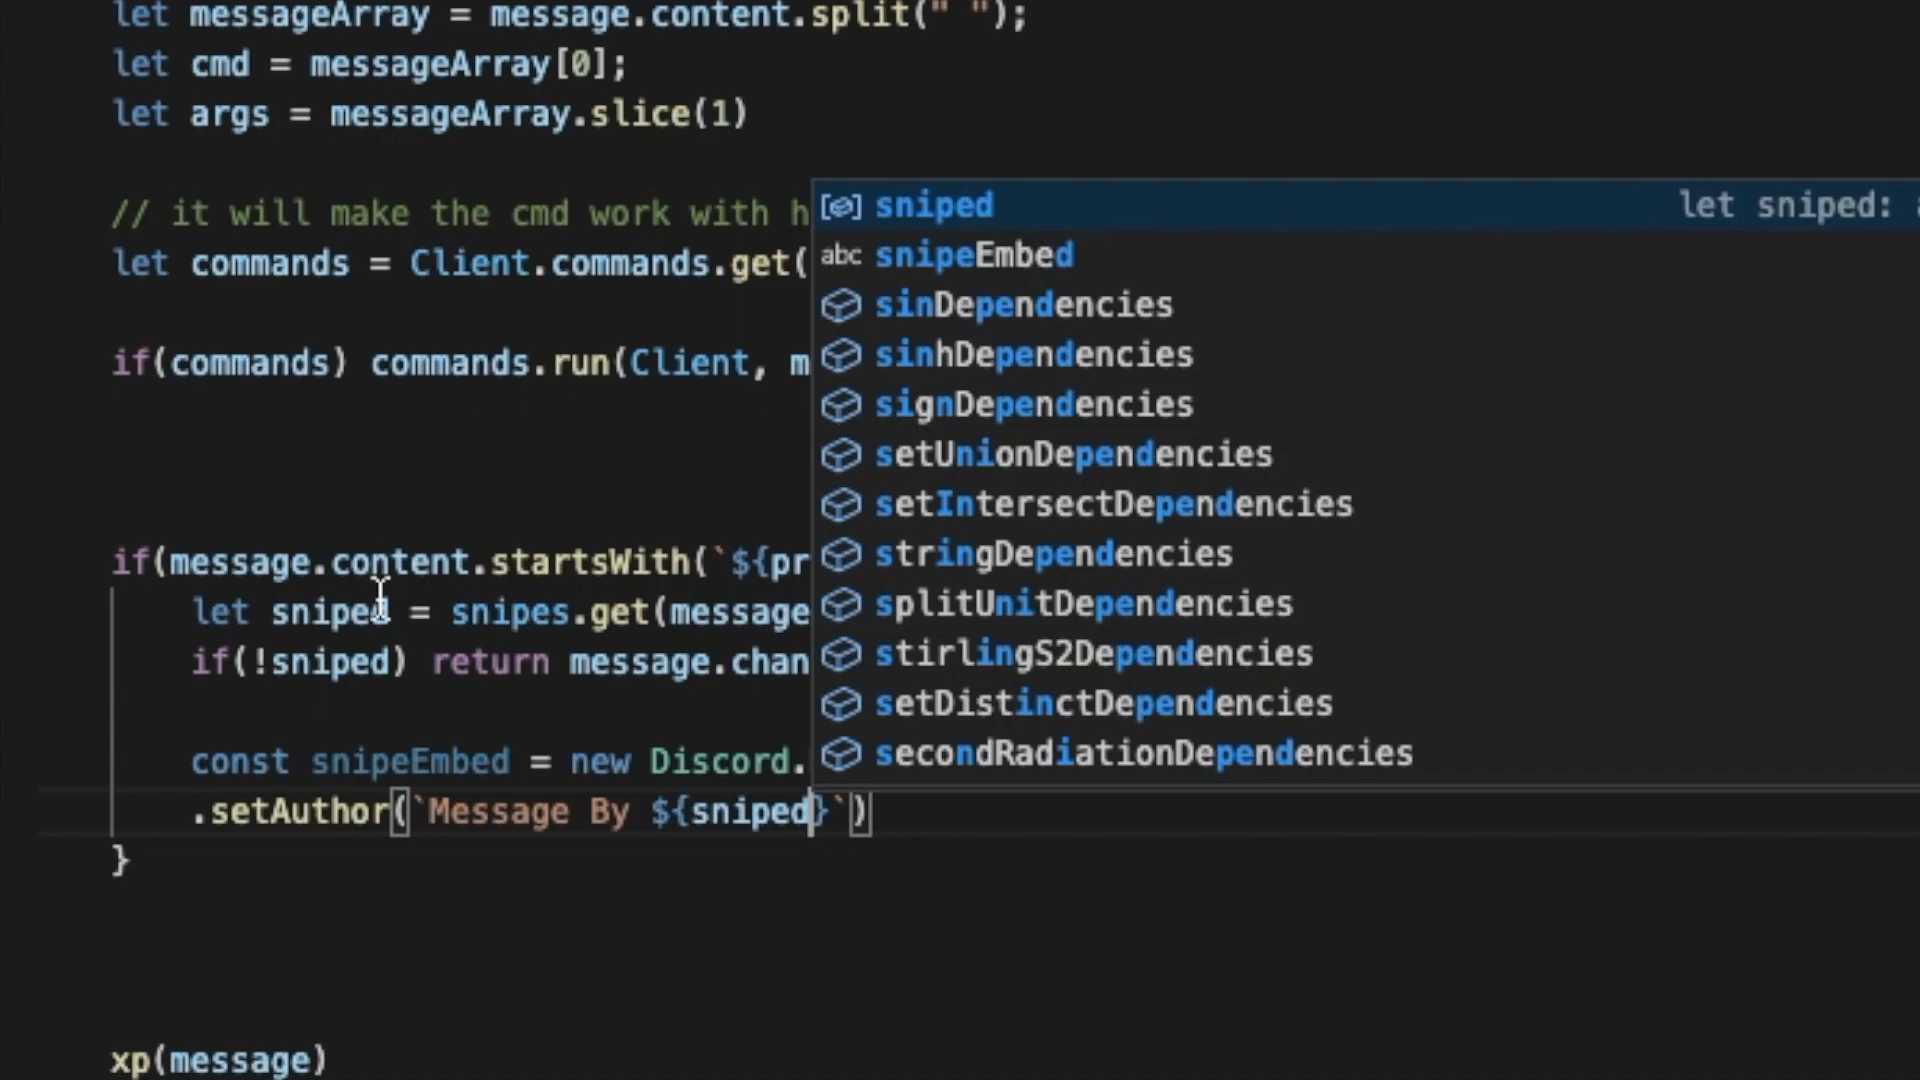 let messageArray = message.content.split(" ");
let cmd = messageArray[0];
let args = messageArray.slice(1)
// it will make the cmd work with h
let commands = Client.commands.get(
if(commands) commands.run(Client, m
if(message.content.startsWith(`${pr
let sniped = snipes.get(message
if(!sniped) return message.chan
const snipeEmbed = new Discord.
.setAuthor(`Message By ${sniped}`)
}
xp(message)
sniped let sniped: a
abc snipeEmbed
sinDependencies
sinhDependencies
signDependencies
setUnionDependencies
setIntersectDependencies
stringDependencies
splitUnitDependencies
stirlingS2Dependencies
setDistinctDependencies
secondRadiationDependencies